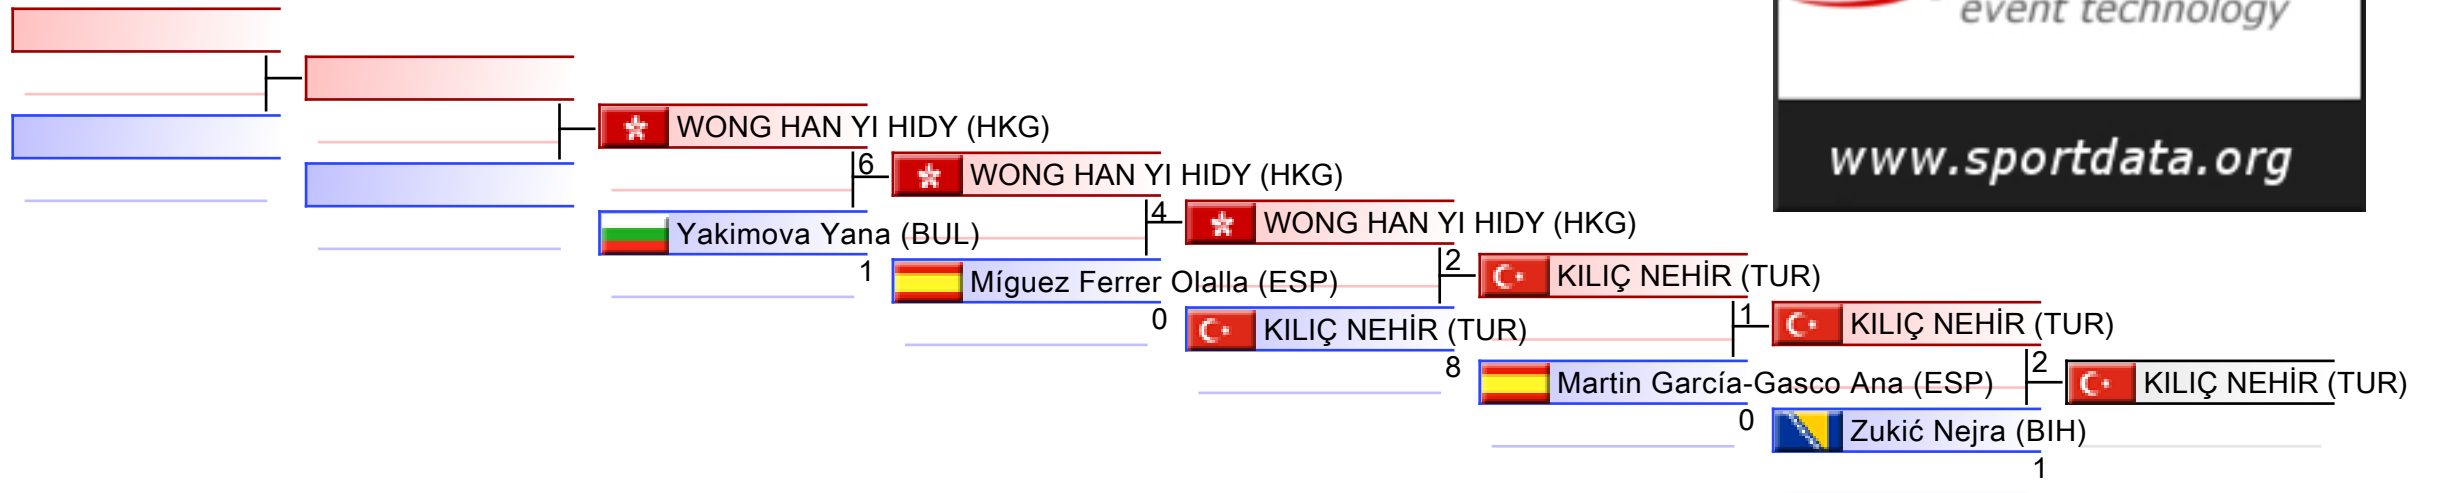 event technology
www.sportdata.org
WONG HAN YI HIDY (HKG)
6
WONG HAN YI HIDY (HKG)
Yakimova Yana (BUL)
1
4
WONG HAN YI HIDY (HKG)
Míguez Ferrer Olalla (ESP)
0
2
KILIÇ NEHİR (TUR)
KILIÇ NEHİR (TUR)
8
1
KILIÇ NEHİR (TUR)
Martin García-Gasco Ana (ESP)
0
2
KILIÇ NEHİR (TUR)
Zukić Nejra (BIH)
1